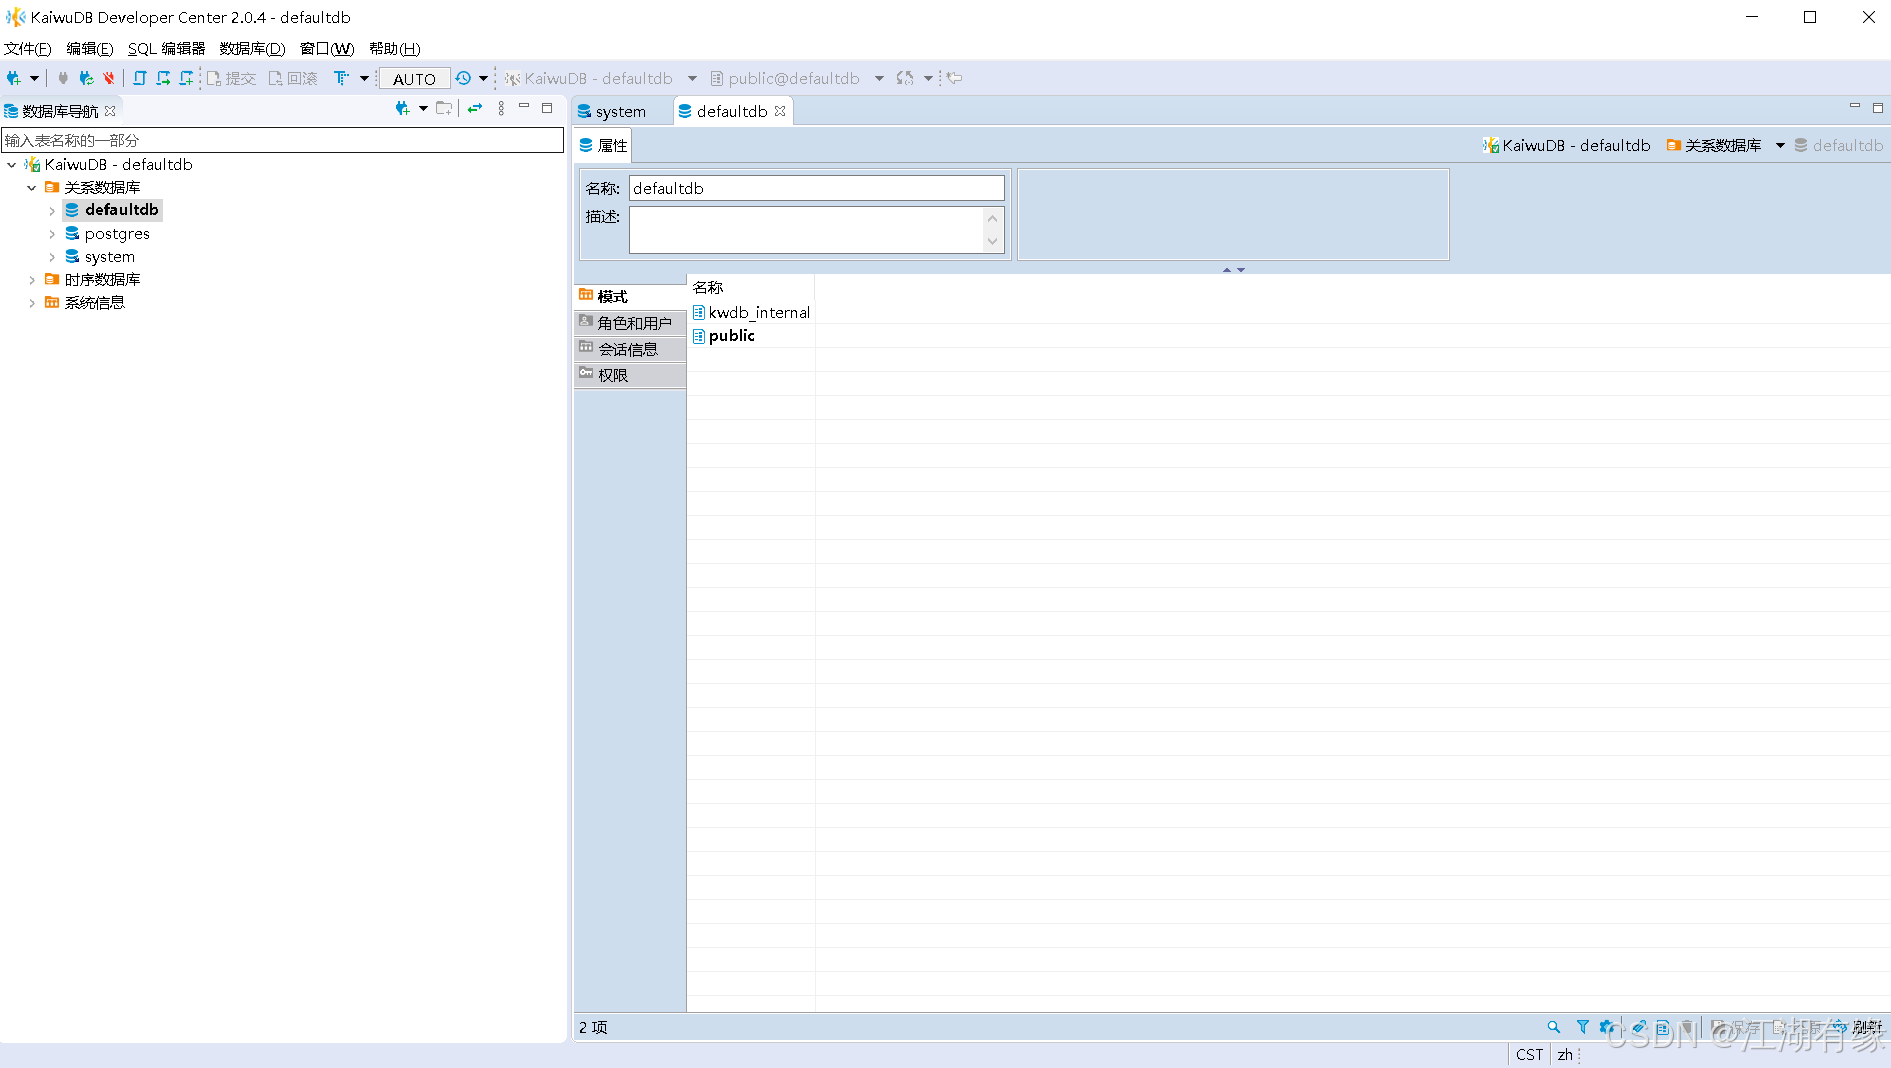 KaiwuDB Developer Center 2.0.4 - defaultdb
文件(F) 编辑(E) SQL 编辑器 数据库(D) 窗口(W) 帮助(H)
提交 回滚 AUTO KaiwuDB - defaultdb public@defaultdb
数据库导航
输入表名称的一部分
KaiwuDB - defaultdb
关系数据库
defaultdb
postgres
system
时序数据库
系统信息
system defaultdb
属性 KaiwuDB - defaultdb 关系数据库 defaultdb
名称: defaultdb
描述:
模式
角色和用户
会话信息
权限
名称
kwdb_internal
public
2 项 刷新
CSDN @江湖有缘
CST zh